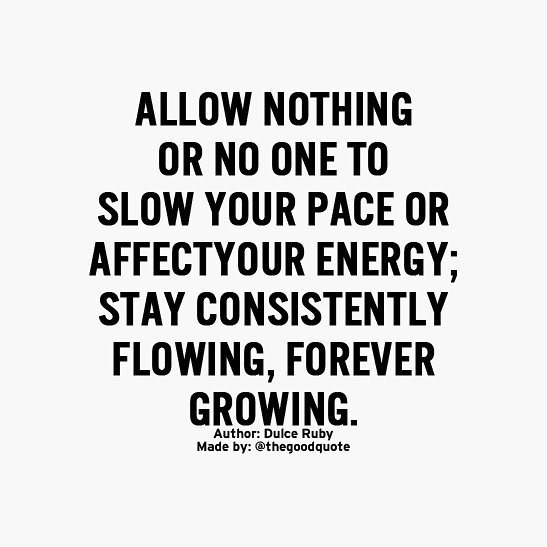 ALLOW NOTHING
OR NO ONE TO
SLOW YOUR PACE OR
AFFECTYOUR ENERGY;
STAY CONSISTENTLY
FLOWING, FOREVER
GROWING.
Author: Dulce Ruby
Made by: @thegoodquote